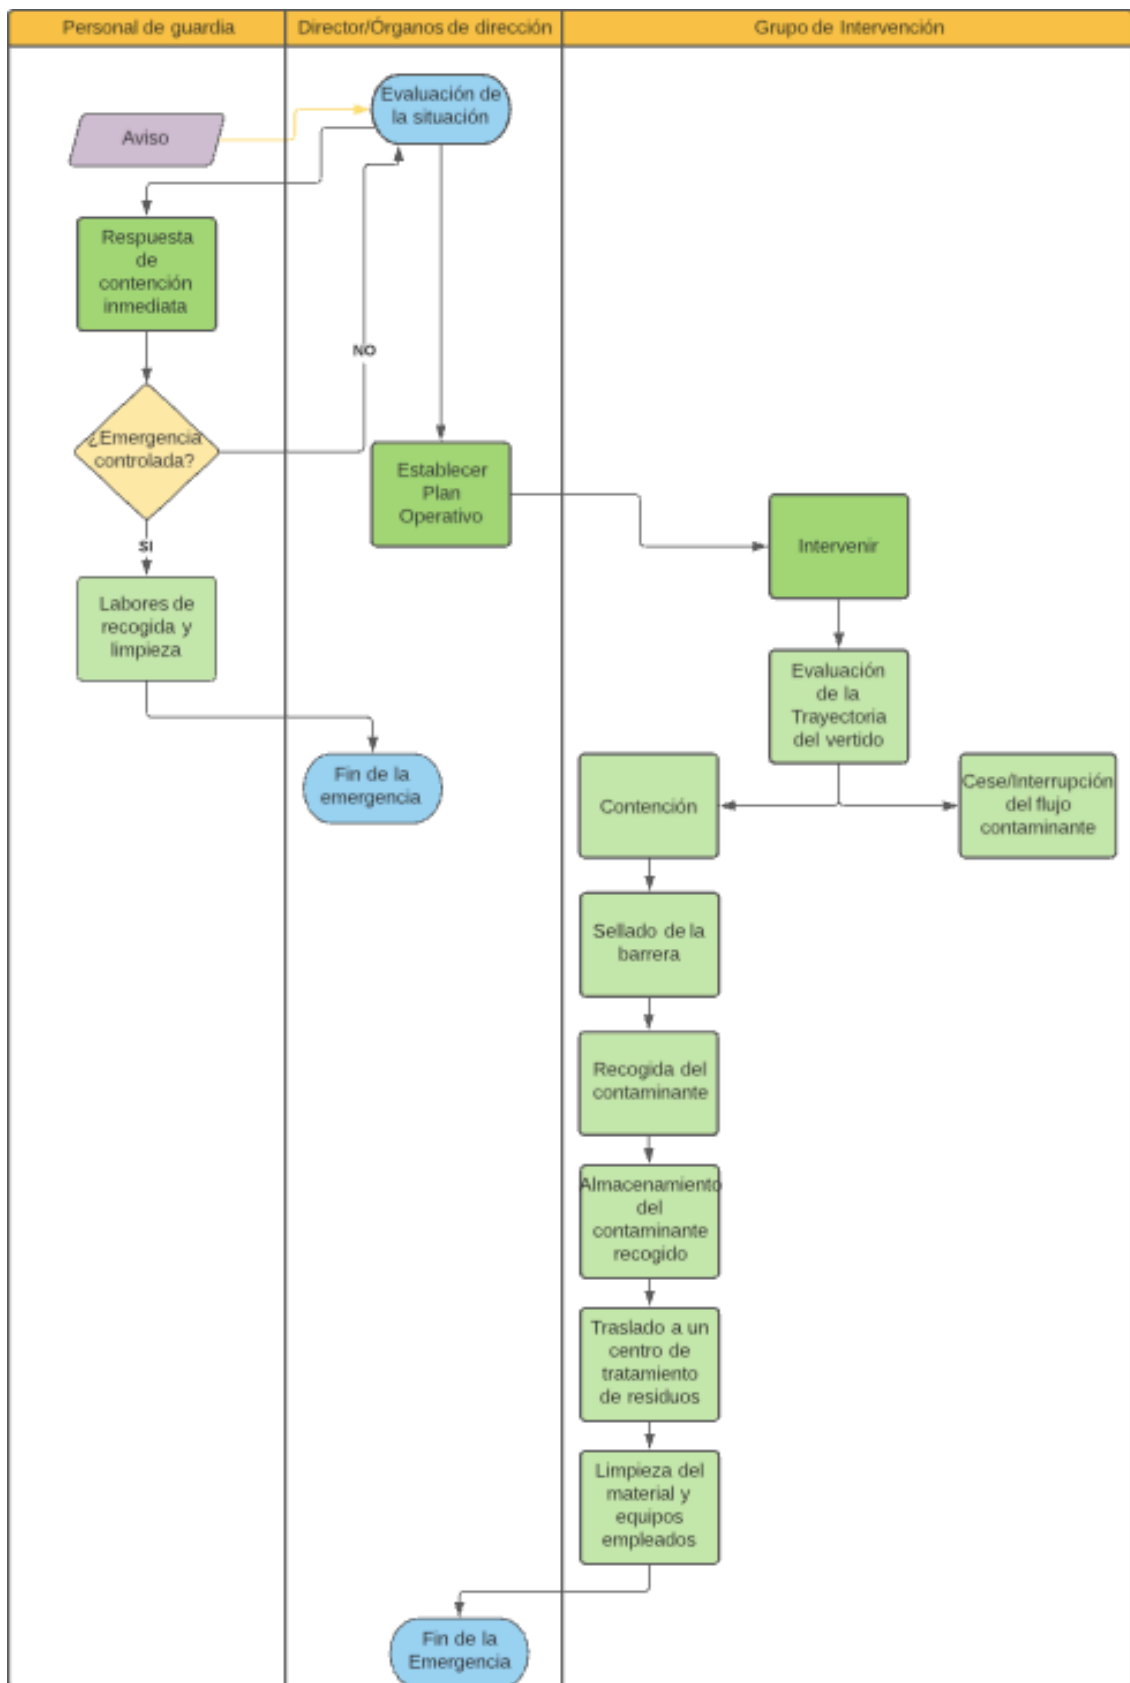 Personal de guardia
Director/Órganos de dirección
Grupo de Intervención
Evaluación de
la situación
Aviso
Respuesta
de
contención
inmediata
NO
¿Emergencia
controlada?
Establecer
Plan
Operativo
Intervenir
SI
Labores de
recogida y
limpieza
Evaluación
de la
Trayectoria
del vertido
Fin de la
emergencia
Contención
Cese/Interrupción
del flujo
contaminante
Sellado de la
barrera
Recogida del
contaminante
Almacenamiento
del
contaminante
recogido
Traslado a un
centro de
tratamiento
de residuos
Limpieza del
material y
equipos
empleados
Fin de la
Emergencia